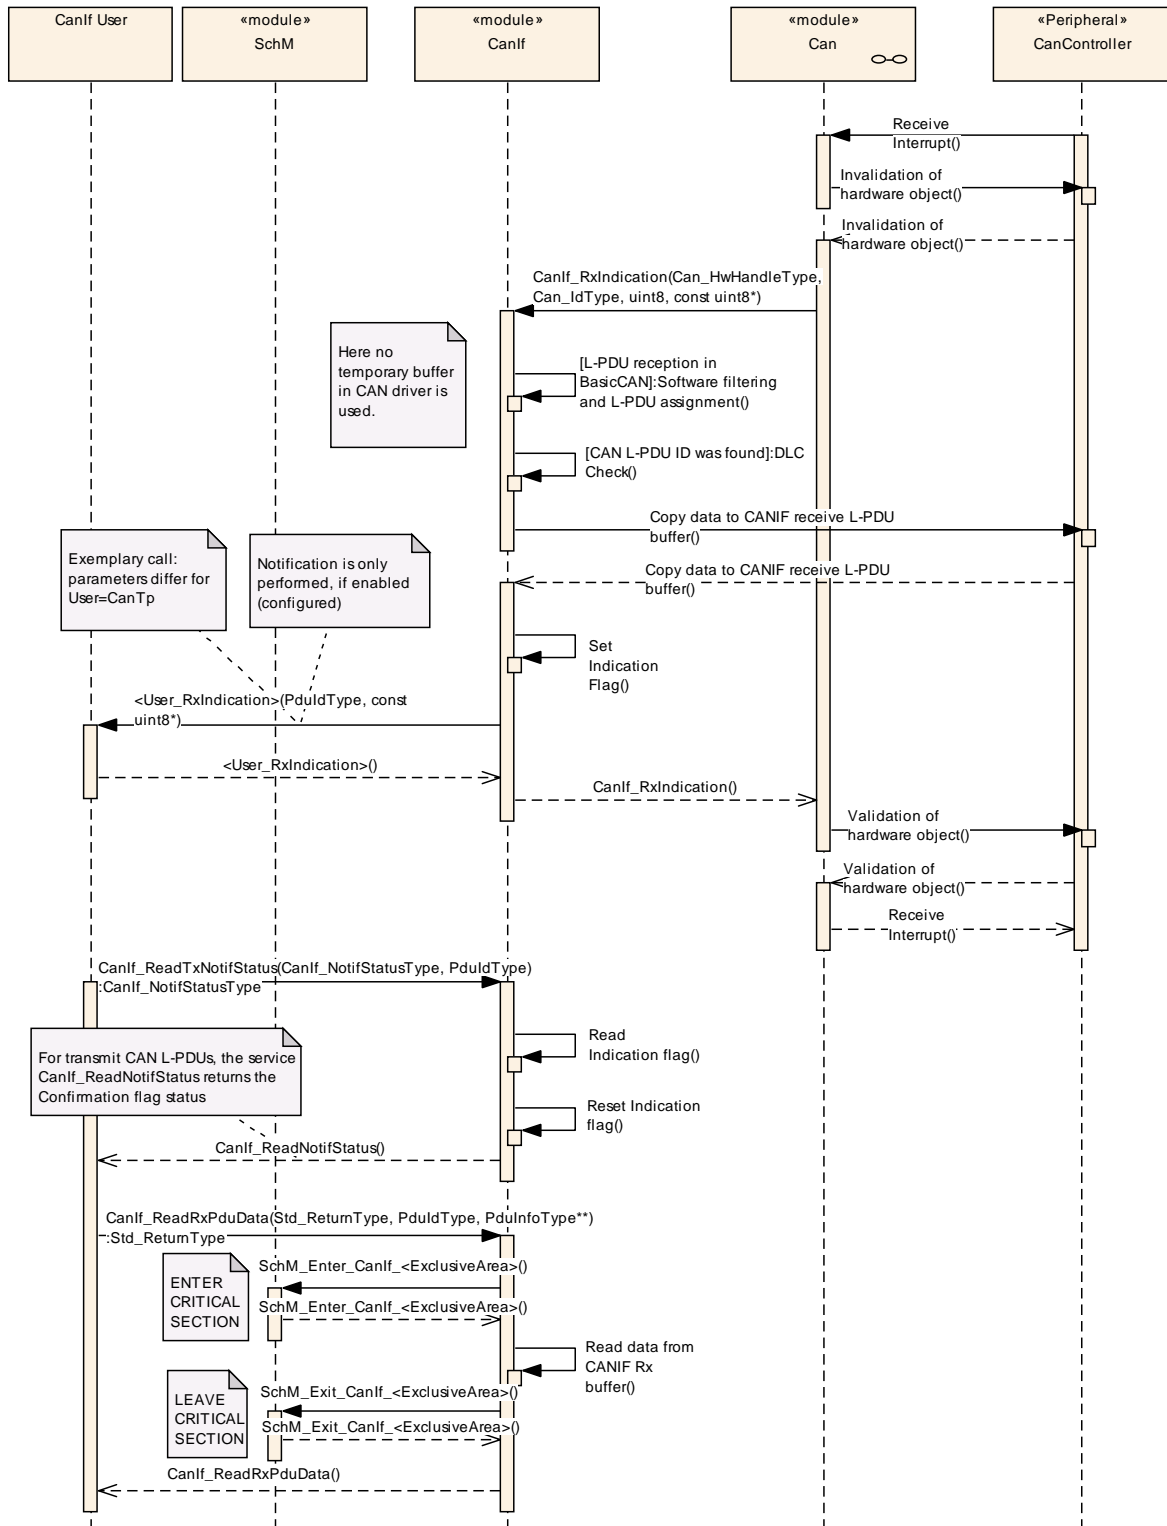 CanIf User
«module»
SchM
«module»
CanIf
«module»
Can
«Peripheral»
CanController
Receive
Interrupt()
Invalidation of
hardware object()
Invalidation of
hardware object()
CanIf_RxIndication(Can_HwHandleType,
Can_IdType, uint8, const uint8*)
Here no
temporary buffer
in CAN driver is
used.
[L-PDU reception in
BasicCAN]:Software filtering
and L-PDU assignment()
[CAN L-PDU ID was found]:DLC
Check()
Copy data to CANIF receive L-PDU
buffer()
Exemplary call:
parameters differ for
User=CanTp
Notification is only
performed, if enabled
(configured)
Copy data to CANIF receive L-PDU
buffer()
Set
Indication
Flag()
<User_RxIndication>(PduIdType, const
uint8*)
<User_RxIndication>()
CanIf_RxIndication()
Validation of
hardware object()
Validation of
hardware object()
Receive
Interrupt()
CanIf_ReadTxNotifStatus(CanIf_NotifStatusType, PduIdType)
:CanIf_NotifStatusType
Read
Indication flag()
For transmit CAN L-PDUs, the service
CanIf_ReadNotifStatus returns the
Confirmation flag status
Reset Indication
flag()
CanIf_ReadNotifStatus()
CanIf_ReadRxPduData(Std_ReturnType, PduIdType, PduInfoType**)
:Std_ReturnType
SchM_Enter_CanIf_<ExclusiveArea>()
ENTER
CRITICAL
SECTION
SchM_Enter_CanIf_<ExclusiveArea>()
Read data from
CANIF Rx
buffer()
SchM_Exit_CanIf_<ExclusiveArea>()
LEAVE
CRITICAL
SECTION
SchM_Exit_CanIf_<ExclusiveArea>()
CanIf_ReadRxPduData()